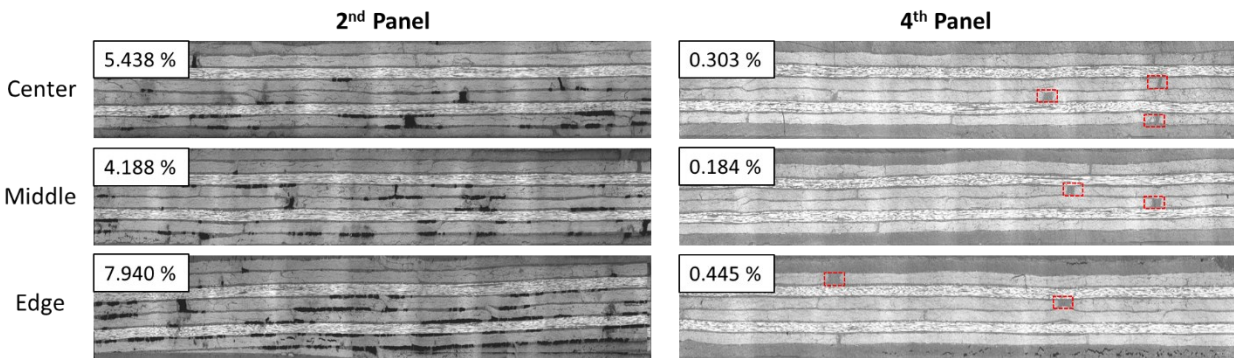 2nd Panel
4th Panel
Center
5.438 %
0.303 %
Middle
4.188 %
0.184 %
Edge
7.940 %
0.445 %